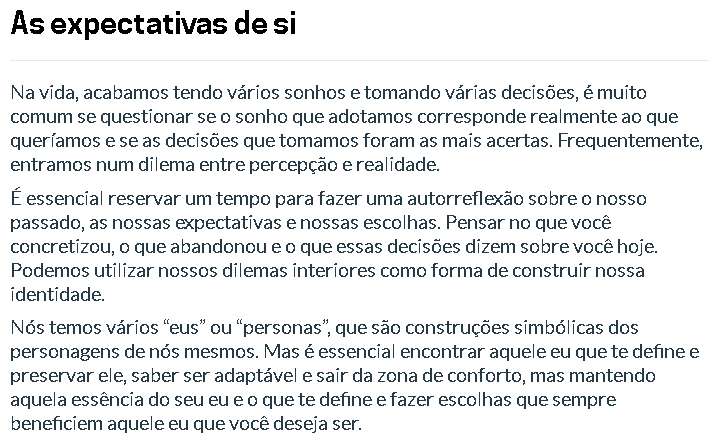 As expectativas de si
Na vida, acabamos tendo vários sonhos e tomando várias decisões, é muito
comum se questionar se o sonho que adotamos corresponde realmente ao que
queríamos e se as decisões que tomamos foram as mais acertas. Frequentemente,
entramos num dilema entre percepção e realidade.
É essencial reservar um tempo para fazer uma autorreflexão sobre o nosso
passado, as nossas expectativas e nossas escolhas. Pensar no que você
concretizou, o que abandonou e o que essas decisões dizem sobre você hoje.
Podemos utilizar nossos dilemas interiores como forma de construir nossa
identidade.
Nós temos vários “eus” ou “personas”, que são construções simbólicas dos
personagens de nós mesmos. Mas é essencial encontrar aquele eu que te define e
preservar ele, saber ser adaptável e sair da zona de conforto, mas mantendo
aquela essência do seu eu e o que te define e fazer escolhas que sempre
beneficiem aquele eu que você deseja ser.